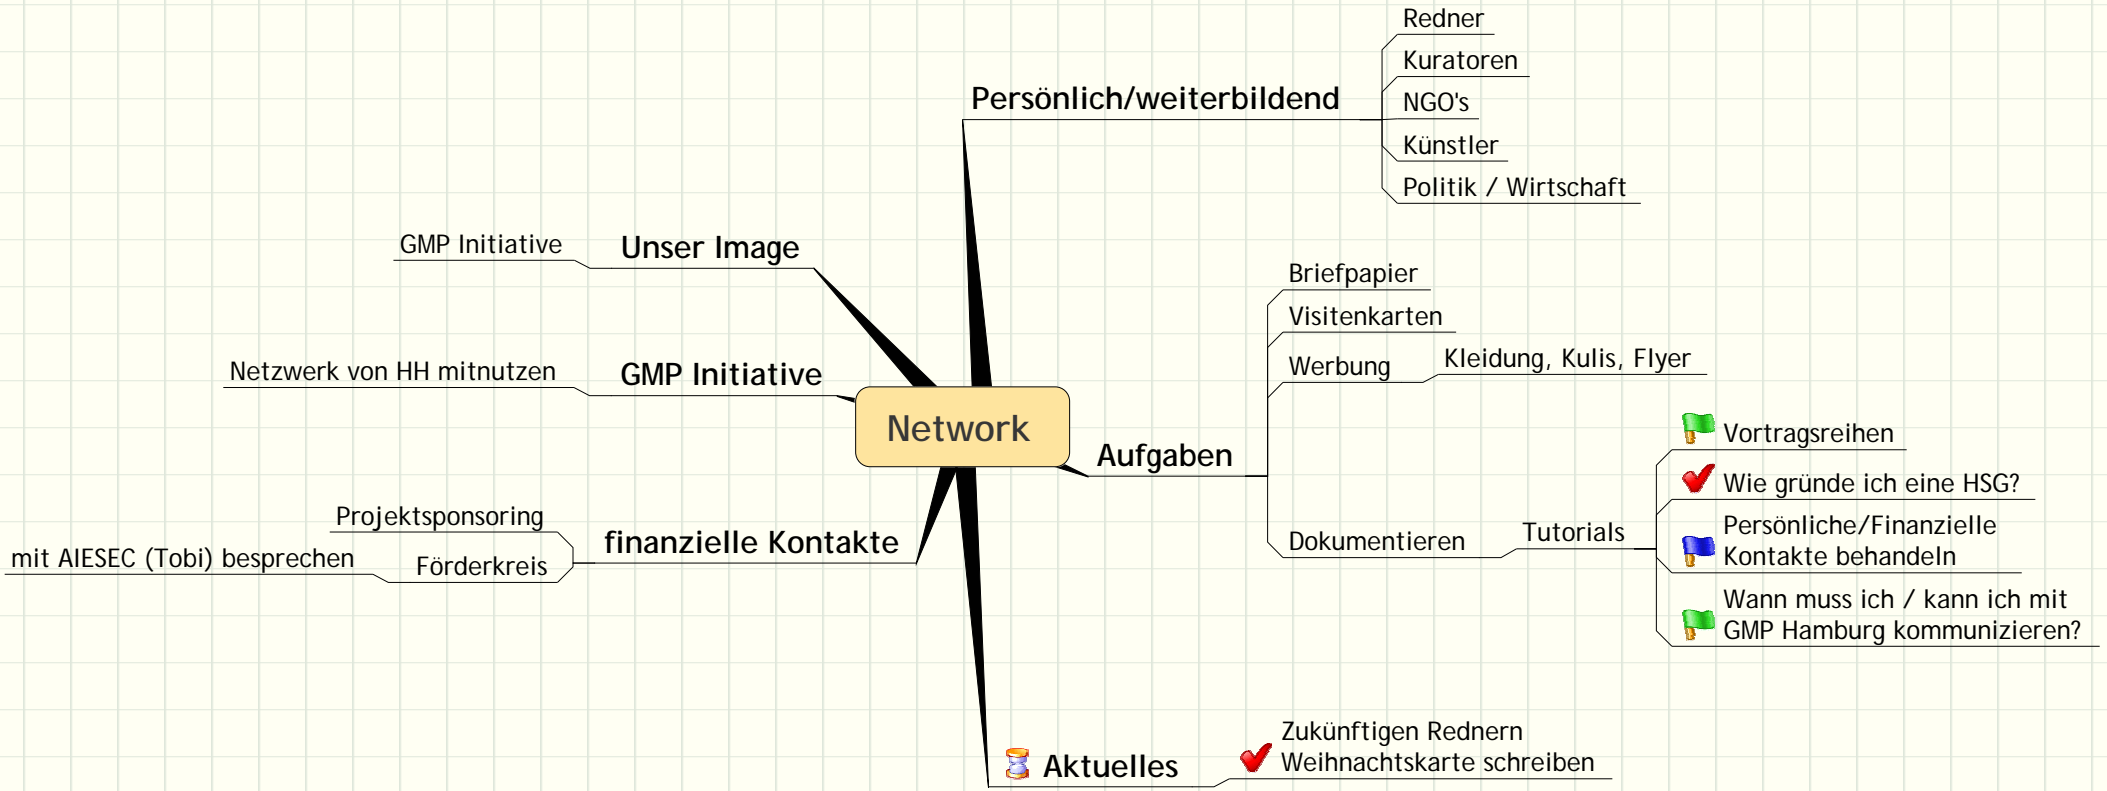 Redner
Kuratoren
Persönlich/weiterbildend
NGO's
Künstler
Politik / Wirtschaft
GMP Initiative
Unser Image
Netzwerk von HH mitnutzen
GMP Initiative
Network
Projektsponsoring
finanzielle Kontakte
mit AIESEC (Tobi) besprechen
Förderkreis
Aufgaben
Briefpapier
Visitenkarten
Werbung
Kleidung, Kulis, Flyer
Dokumentieren
Tutorials
Vortragsreihen
Wie gründe ich eine HSG?
Persönliche/Finanzielle
Kontakte behandeln
Wann muss ich / kann ich mit
GMP Hamburg kommunizieren?
Aktuelles
Zukünftigen Rednern
Weihnachtskarte schreiben